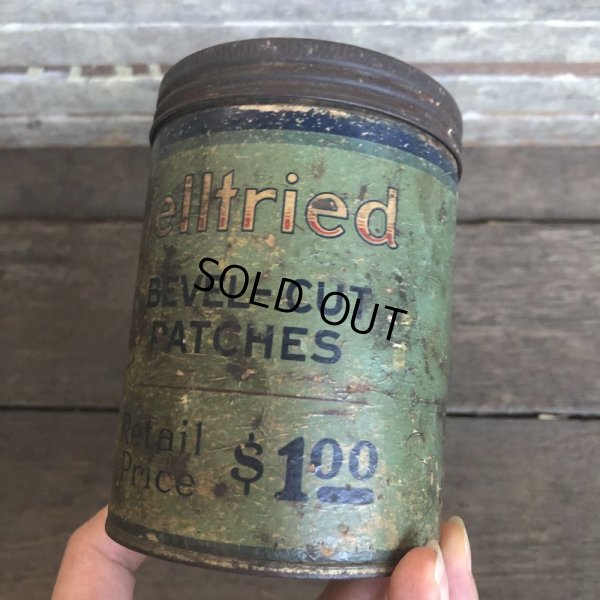 elltried
BEVEL-CUT
PATCHES
SOLD OUT
Retail
Price
$1.00